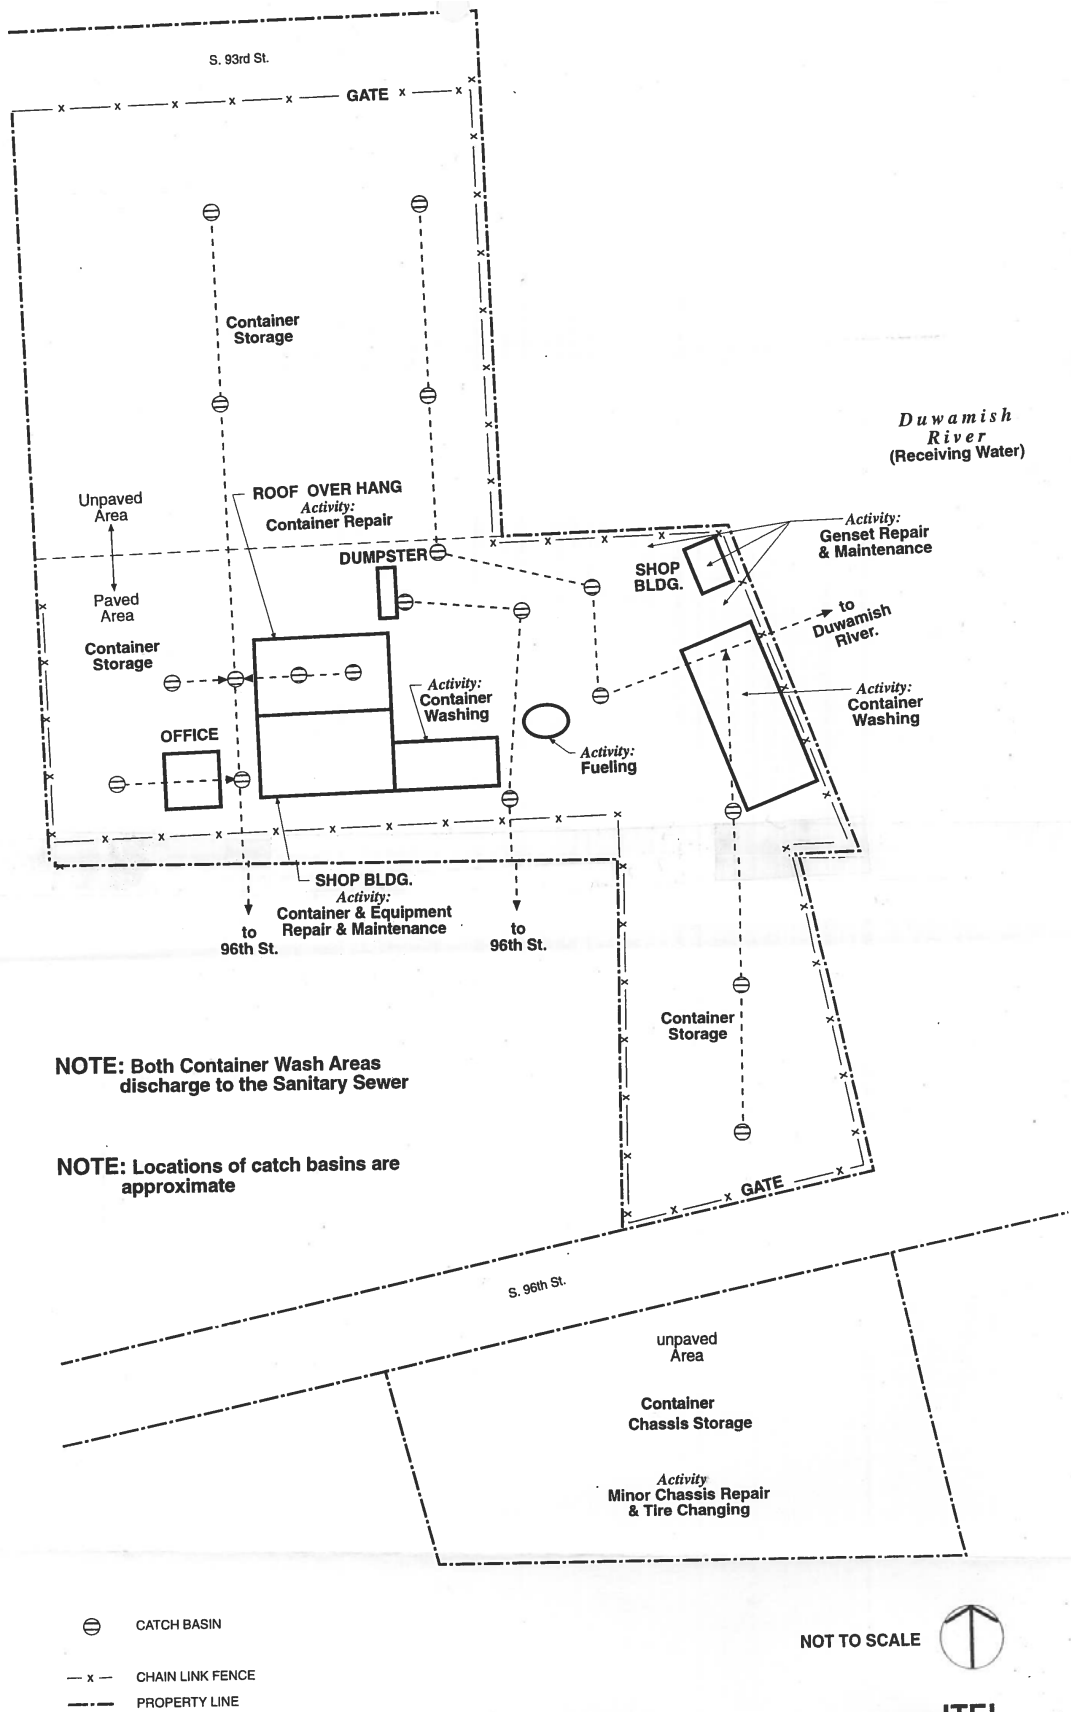 S. 93rd St.
GATE
Container
Storage
Duwamish
River
(Receiving Water)
Unpaved
Area
ROOF OVER HANG
Activity:
Container Repair
Activity:
Genset Repair
& Maintenance
DUMPSTER
SHOP
BLDG.
Paved
Area
to
Duwamish
River.
Container
Storage
Activity:
Container
Washing
Activity:
Container
Washing
OFFICE
Activity:
Fueling
SHOP BLDG.
Activity:
Container & Equipment
Repair & Maintenance
to
96th St.
to
96th St.
Container
Storage
NOTE: Both Container Wash Areas
discharge to the Sanitary Sewer
NOTE: Locations of catch basins are
approximate
GATE
S. 96th St.
unpaved
Area
Container
Chassis Storage
Activity
Minor Chassis Repair
& Tire Changing
CATCH BASIN
NOT TO SCALE
CHAIN LINK FENCE
PROPERTY LINE